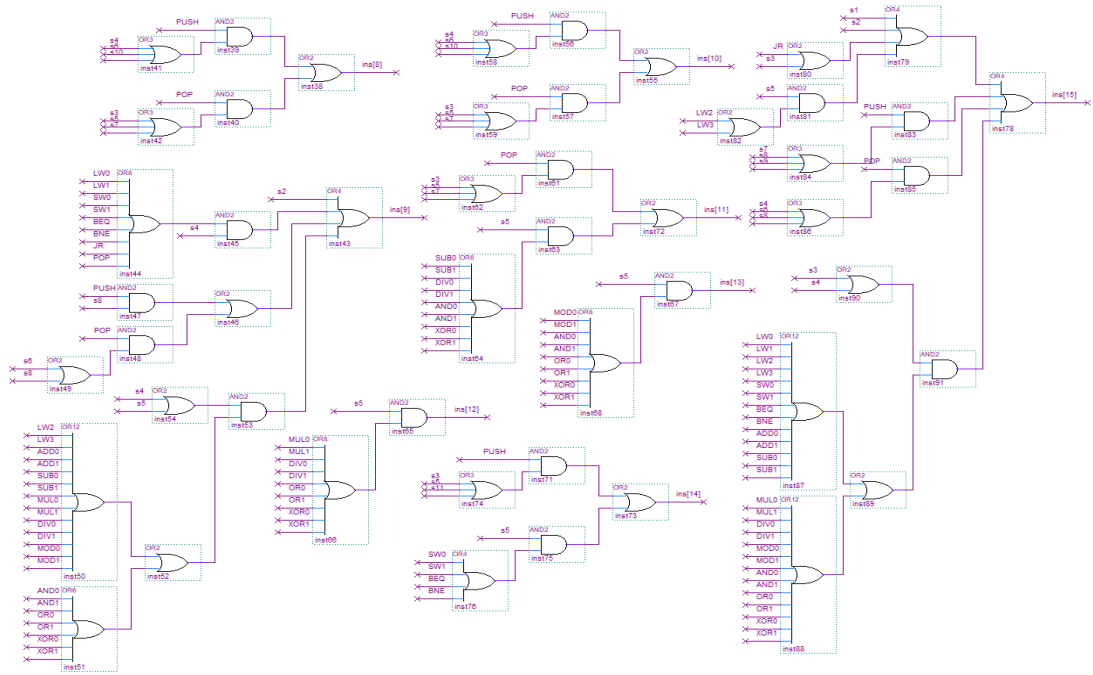 PUSH
AND2
s4
s6
s10
OR3
inst41
inst39
POP
AND2
s3
s5
s7
OR3
inst42
inst40
OR2
inst38
ins[8]
PUSH
AND2
s4
s6
s10
OR3
inst58
inst56
POP
AND2
s3
s5
s7
OR3
inst59
inst57
OR2
inst55
ins[10]
s1
s2
OR4
inst79
JR
s3
OR2
inst80
s5
AND2
inst81
LW2
LW3
OR2
inst82
PUSH
AND2
inst83
s7
s8
s9
OR3
inst84
POP
AND2
inst85
s4
s6
s8
OR3
inst86
OR4
inst78
ins[15]
LW0
LW1
SW0
SW1
BEQ
BNE
JR
POP
OR8
inst44
s4
AND2
inst45
s2
OR4
inst43
ins[9]
PUSH
s8
AND2
inst47
POP
AND2
inst48
s6
s8
OR2
inst49
OR2
inst46
s4
s5
OR2
inst54
AND2
inst53
LW2
LW3
ADD0
ADD1
SUB0
SUB1
MUL0
MUL1
DIV0
DIV1
MOD0
MOD1
OR12
inst50
OR2
inst52
AND0
AND1
OR0
OR1
XOR0
XOR1
OR6
inst51
POP
AND2
inst61
s3
s5
s7
OR3
inst62
s5
AND2
inst63
OR2
inst72
ins[11]
SUB0
SUB1
DIV0
DIV1
AND0
AND1
XOR0
XOR1
OR8
inst64
s5
AND2
inst67
ins[13]
MOD0
MOD1
AND0
AND1
OR0
OR1
XOR0
XOR1
OR8
inst68
s5
AND2
inst65
ins[12]
MUL0
MUL1
DIV0
DIV1
OR0
OR1
XOR0
XOR1
OR8
inst66
PUSH
AND2
inst71
s3
s5
s11
OR3
inst74
s5
AND2
inst75
SW0
SW1
BEQ
BNE
OR4
inst76
OR2
inst73
ins[14]
s3
s4
OR2
inst90
AND2
inst91
LW0
LW1
LW2
LW3
SW0
SW1
BEQ
BNE
ADD0
ADD1
SUB0
SUB1
OR12
inst87
OR2
inst89
MUL0
MUL1
DIV0
DIV1
MOD0
MOD1
AND0
AND1
OR0
OR1
XOR0
XOR1
OR12
inst88